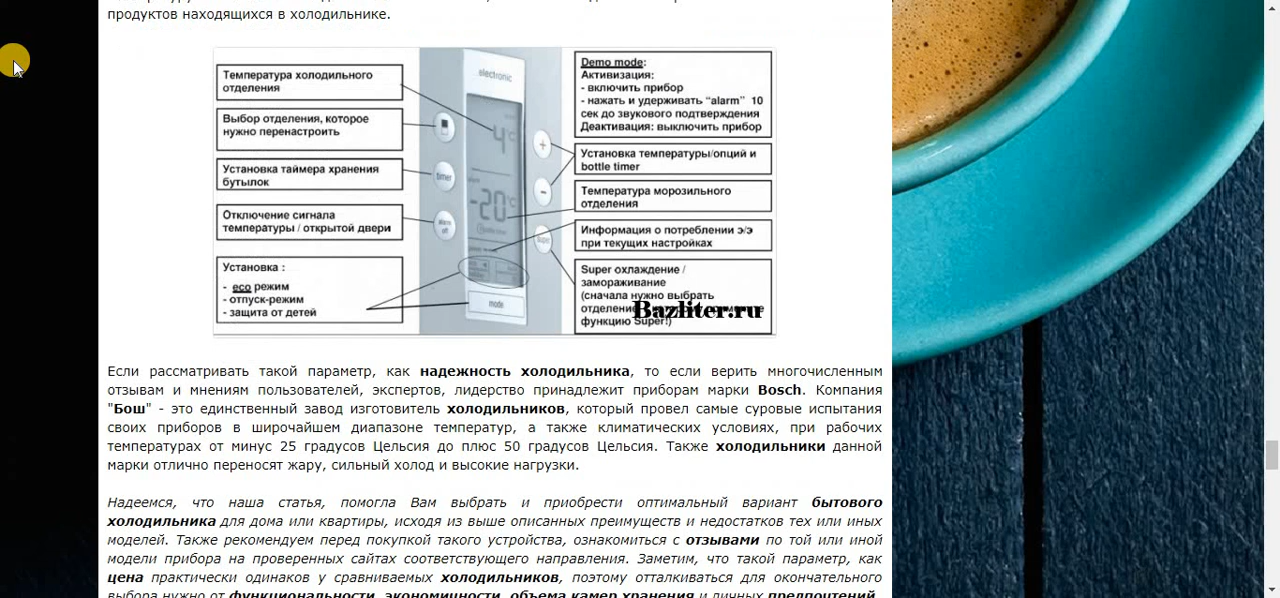 продуктов находящихся в холодильнике.
Температура холодильного
отделения
Выбор отделения, которое
нужно перенастроить
Установка таймера хранения
бутылок
Отключение сигнала
температуры / открытой двери
Установка :
- eco режим
- отпуск-режим
- защита от детей
electronic
4°C
timer
-20°C
alarm
off
super
mode
Demo mode:
Активизация:
- включить прибор
- нажать и удерживать “alarm” 10
сек до звукового подтверждения
Деактивация: выключить прибор
Установка температуры/опций и
bottle timer
Температура морозильного
отделения
Информация о потреблении э/э
при текущих настройках
Super охлаждение /
замораживание
(сначала нужно выбрать
функцию Super!)
Bazliter.ru
Если рассматривать такой параметр, как надежность холодильника, то если верить многочисленным
отзывам и мнениям пользователей, экспертов, лидерство принадлежит приборам марки Bosch. Компания
"Бош" - это единственный завод изготовитель холодильников, который провел самые суровые испытания
своих приборов в широчайшем диапазоне температур, а также климатических условиях, при рабочих
температурах от минус 25 градусов Цельсия до плюс 50 градусов Цельсия. Также холодильники данной
марки отлично переносят жару, сильный холод и высокие нагрузки.
Надеемся, что наша статья, помогла Вам выбрать и приобрести оптимальный вариант бытового
холодильника для дома или квартиры, исходя из выше описанных преимуществ и недостатков тех или иных
моделей. Также рекомендуем перед покупкой такого устройства, ознакомиться с отзывами по той или иной
модели прибора на проверенных сайтах соответствующего направления. Заметим, что такой параметр, как
цена практически одинаков у сравниваемых холодильников, поэтому отталкиваться для окончательного
выбора нужно от функциональности, экономичности, объема камер хранения и личных предпочтений.